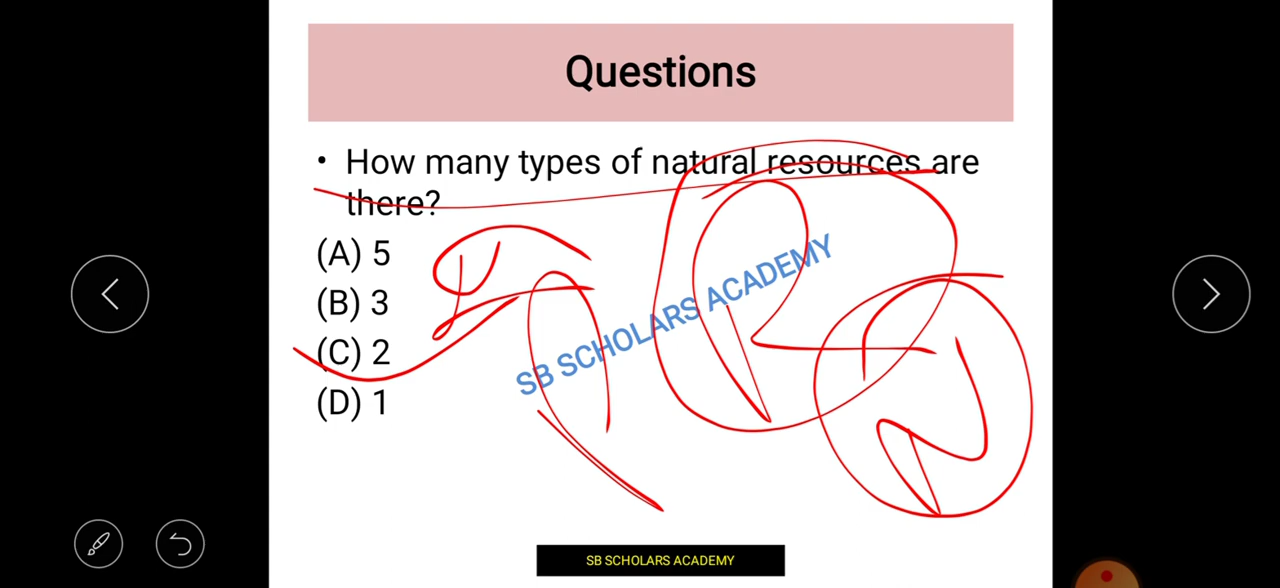 Questions
• How many types of natural resources are
there?
(A) 5
(B) 3
(C) 2
(D) 1
SB SCHOLARS ACADEMY
SB SCHOLARS ACADEMY